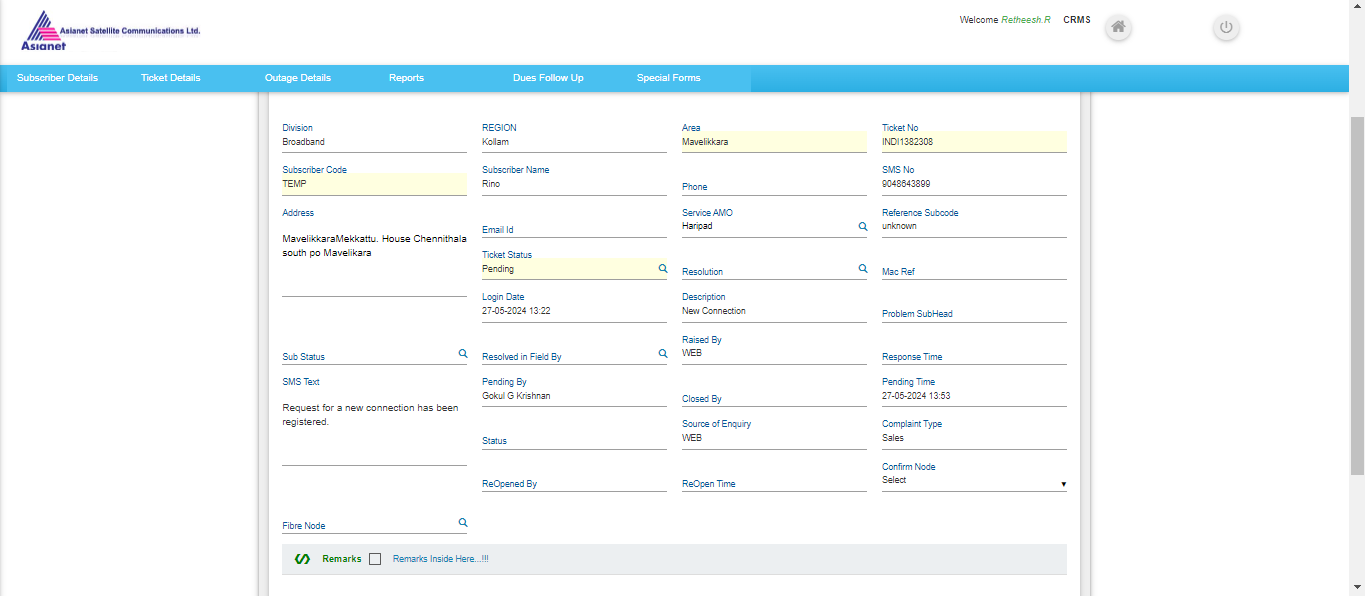 Asianet Satellite Communications Ltd.
Asianet
Welcome Retheesh.R CRMS
Subscriber Details Ticket Details Outage Details Reports Dues Follow Up Special Forms
Division REGION Area Ticket No
Broadband Kollam Mavelikkara INDI1382308
Subscriber Code Subscriber Name Phone SMS No
TEMP Rino 9048643899
Address Email Id Service AMO Reference Subcode
Haripad unknown
MavelikkaraMekkattu. House Chennithala
south po Mavelikara
Ticket Status Resolution Mac Ref
Pending
Login Date Description Problem SubHead
27-05-2024 13:22 New Connection
Sub Status Resolved in Field By Raised By Response Time
WEB
SMS Text Pending By Closed By Pending Time
Gokul G Krishnan 27-05-2024 13:53
Request for a new connection has been
registered.
Status Source of Enquiry Complaint Type
WEB Sales
ReOpened By ReOpen Time Confirm Node
Select
Fibre Node
Remarks Remarks Inside Here...!!!